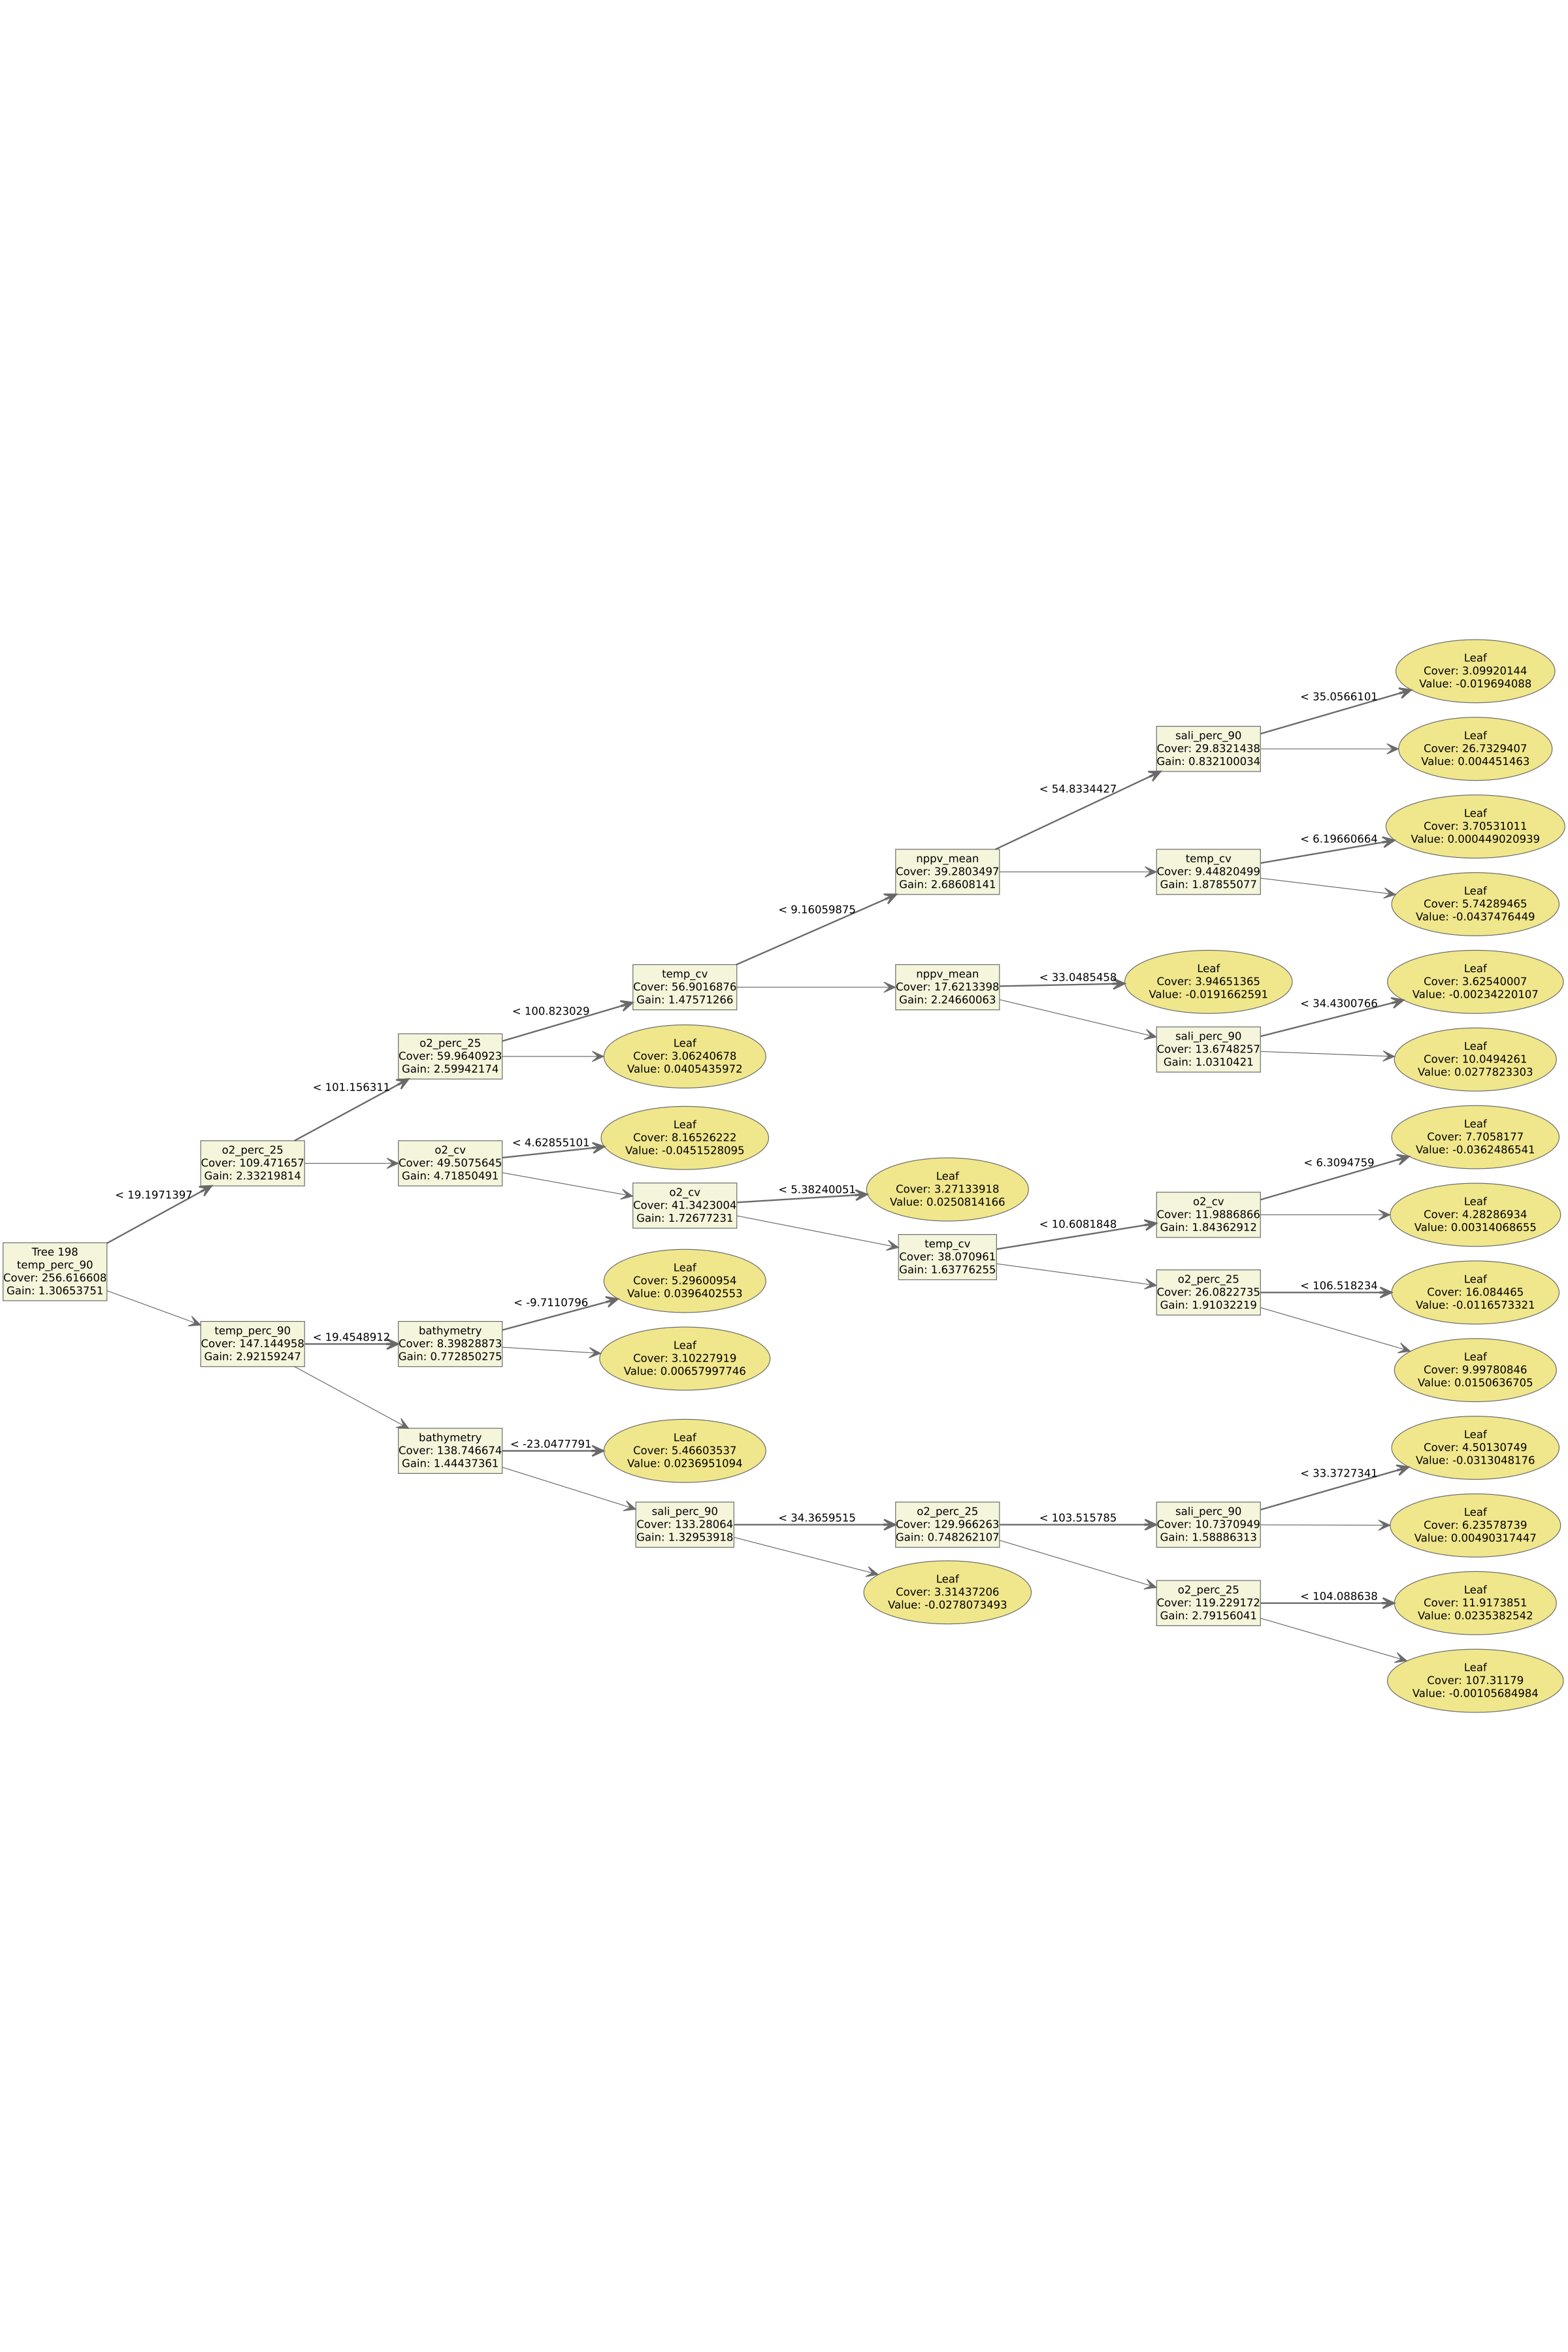 Leaf
Cover: 3.09920144
Value: -0.019694088
< 35.0566101
sali_perc_90
Cover: 29.8321438
Gain: 0.832100034
Leaf
Cover: 26.7329407
Value: 0.004451463
< 54.8334427
Leaf
Cover: 3.70531011
Value: 0.000449020939
< 6.19660664
nppv_mean
Cover: 39.2803497
Gain: 2.68608141
temp_cv
Cover: 9.44820499
Gain: 1.87855077
Leaf
Cover: 5.74289465
Value: -0.0437476449
< 9.16059875
temp_cv
Cover: 56.9016876
Gain: 1.47571266
nppv_mean
Cover: 17.6213398
Gain: 2.24660063
< 33.0485458
Leaf
Cover: 3.94651365
Value: -0.0191662591
Leaf
Cover: 3.62540007
Value: -0.00234220107
< 34.4300766
< 100.823029
sali_perc_90
Cover: 13.6748257
Gain: 1.0310421
Leaf
Cover: 10.0494261
Value: 0.0277823303
o2_perc_25
Cover: 59.9640923
Gain: 2.59942174
Leaf
Cover: 3.06240678
Value: 0.0405435972
< 101.156311
o2_perc_25
Cover: 109.471657
Gain: 2.33219814
o2_cv
Cover: 49.5075645
Gain: 4.71850491
< 4.62855101
Leaf
Cover: 8.16526222
Value: -0.0451528095
Leaf
Cover: 7.7058177
Value: -0.0362486541
< 6.3094759
< 19.1971397
o2_cv
Cover: 41.3423004
Gain: 1.72677231
< 5.38240051
Leaf
Cover: 3.27133918
Value: 0.0250814166
o2_cv
Cover: 11.9886866
Gain: 1.84362912
Leaf
Cover: 4.28286934
Value: 0.00314068655
< 10.6081848
temp_cv
Cover: 38.070961
Gain: 1.63776255
Tree 198
temp_perc_90
Cover: 256.616608
Gain: 1.30653751
Leaf
Cover: 5.29600954
Value: 0.0396402553
< -9.7110796
o2_perc_25
Cover: 26.0822735
Gain: 1.91032219
< 106.518234
Leaf
Cover: 16.084465
Value: -0.0116573321
temp_perc_90
Cover: 147.144958
Gain: 2.92159247
< 19.4548912
bathymetry
Cover: 8.39828873
Gain: 0.772850275
Leaf
Cover: 3.10227919
Value: 0.00657997746
Leaf
Cover: 9.99780846
Value: 0.0150636705
bathymetry
Cover: 138.746674
Gain: 1.44437361
< -23.0477791
Leaf
Cover: 5.46603537
Value: 0.0236951094
Leaf
Cover: 4.50130749
Value: -0.0313048176
< 33.3727341
sali_perc_90
Cover: 133.28064
Gain: 1.32953918
< 34.3659515
o2_perc_25
Cover: 129.966263
Gain: 0.748262107
< 103.515785
sali_perc_90
Cover: 10.7370949
Gain: 1.58886313
Leaf
Cover: 6.23578739
Value: 0.00490317447
Leaf
Cover: 3.31437206
Value: -0.0278073493
o2_perc_25
Cover: 119.229172
Gain: 2.79156041
< 104.088638
Leaf
Cover: 11.9173851
Value: 0.0235382542
Leaf
Cover: 107.31179
Value: -0.00105684984